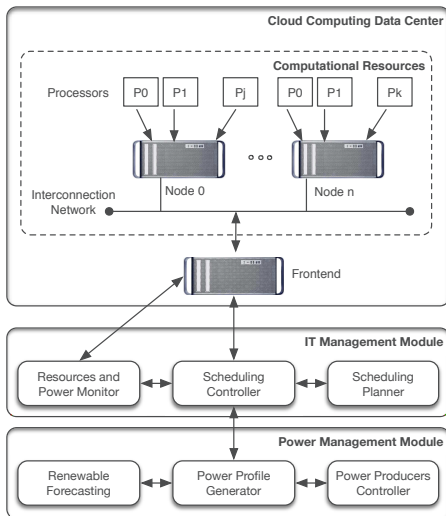 Cloud Computing Data Center
Computational Resources
Processors P0 P1 Pj P0 P1 Pk
Node 0 Node n
Interconnection
Network
Frontend
IT Management Module
Resources and
Power Monitor
Scheduling
Controller
Scheduling
Planner
Power Management Module
Renewable
Forecasting
Power Profile
Generator
Power Producers
Controller